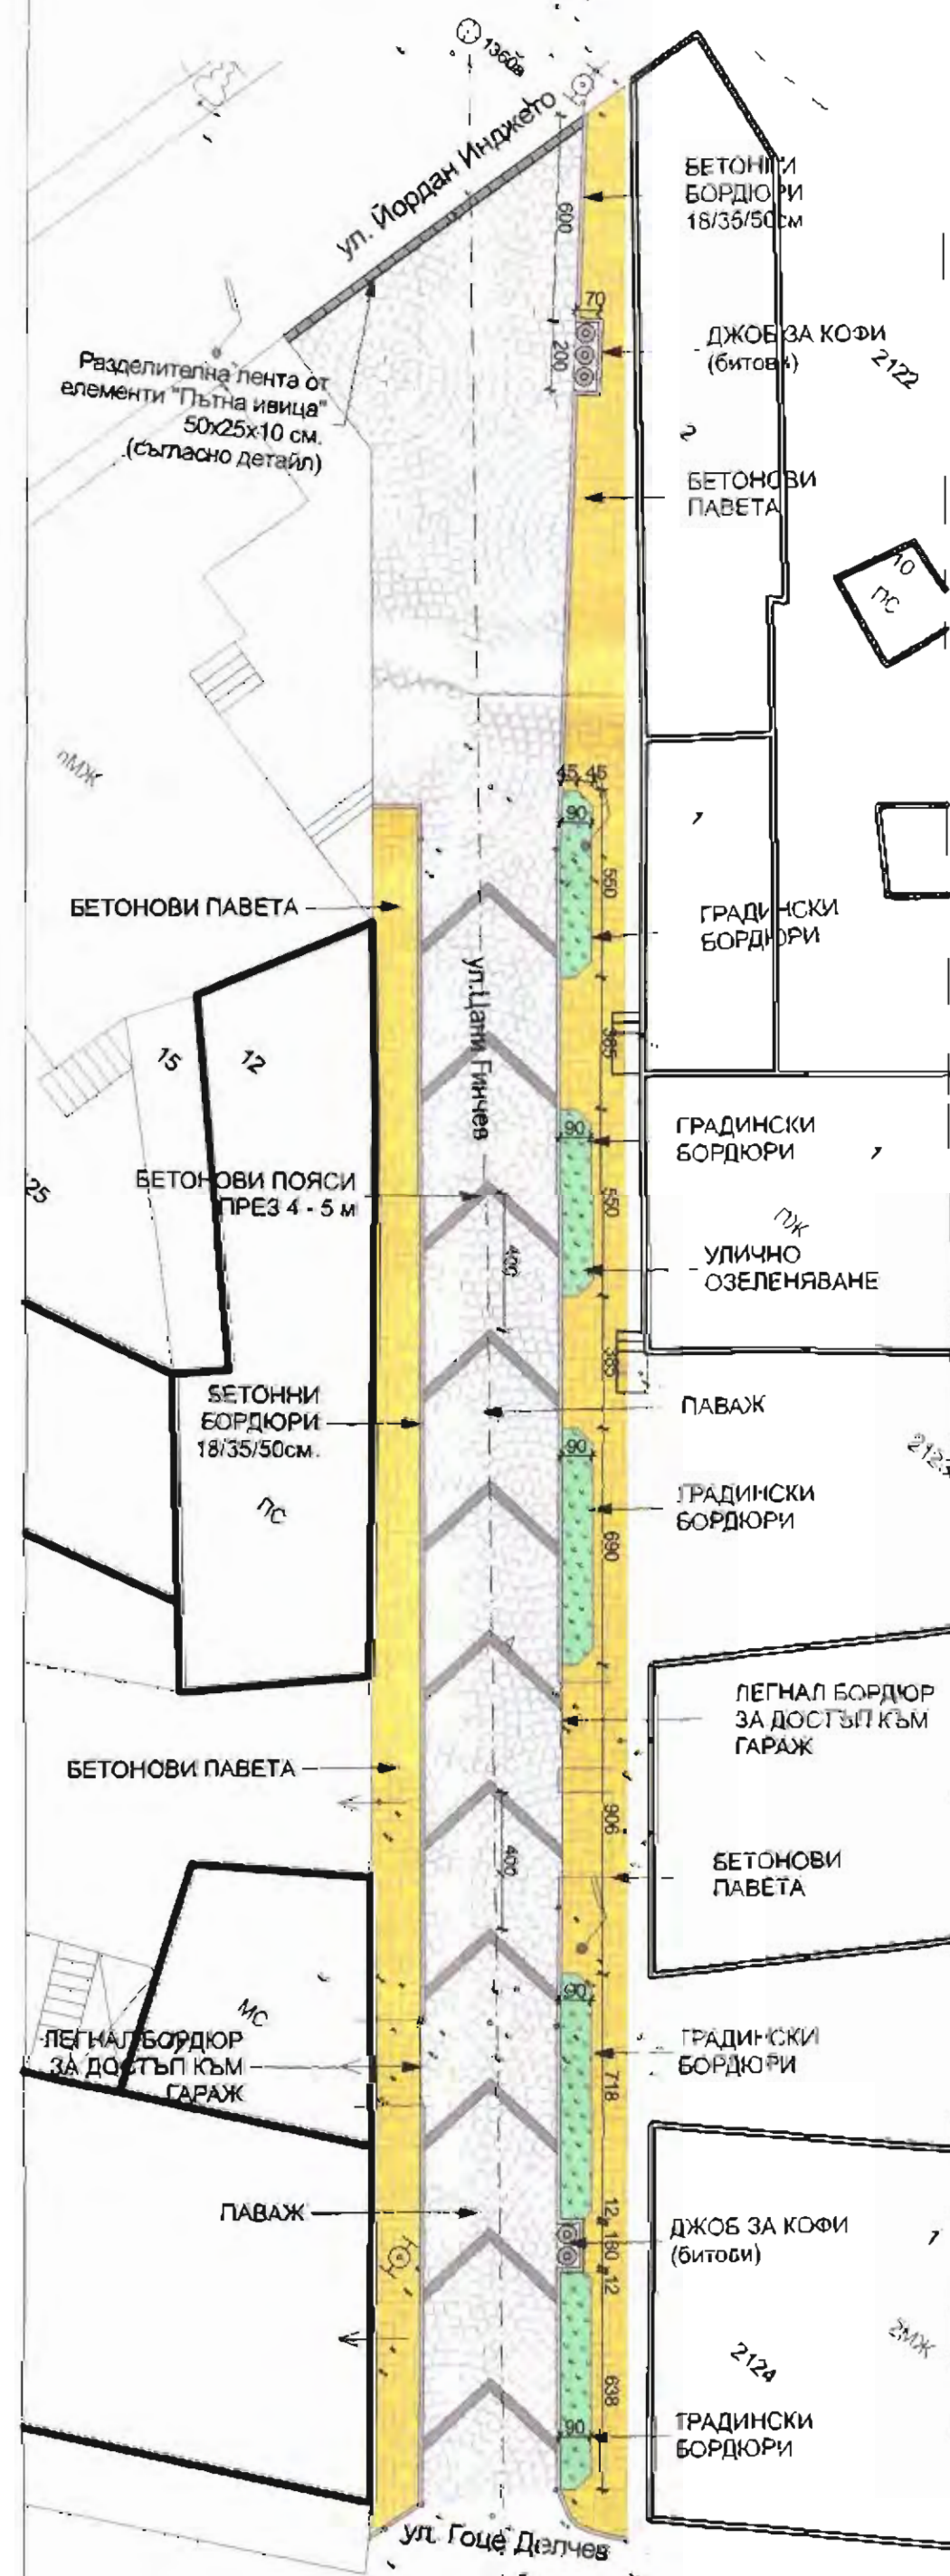 1360а
ул. Йордан Инджето
БЕТОННИ
БОРДЮРИ
18/35/50см
600
70
200
ДЖОБ ЗА КОФИ
(битови)
2122
Разделителна лента от
елементи "Пътна ивица"
50x25x10 см.
(съгласно детайл)
2
БЕТОНОВИ
ПАВЕТА
10
ПС
45 45
90
550
БЕТОНОВИ ПАВЕТА
ГРАДИНСКИ
БОРДЮРИ
ул.Цани Гинчев
15
12
385
90
ГРАДИНСКИ
БОРДЮРИ
25
БЕТОНОВИ ПОЯСИ
ПРЕЗ 4 - 5 м
550
ПЖ
400
УЛИЧНО
ОЗЕЛЕНЯВАНЕ
385
БЕТОННИ
БОРДЮРИ
18/35/50см.
ПАВАЖ
90
ПС
ГРАДИНСКИ
БОРДЮРИ
690
ЛЕГНАЛ БОРДЮР
ЗА ДОСТЪП КЪМ
ГАРАЖ
БЕТОНОВИ ПАВЕТА
906
400
БЕТОНОВИ
ПАВЕТА
90
МС
ЛЕГНАЛ БОРДЮР
ЗА ДОСТЪП КЪМ
ГАРАЖ
ГРАДИНСКИ
БОРДЮРИ
718
ПАВАЖ
12
180
12
ДЖОБ ЗА КОФИ
(битови)
2МЖ
2124
638
90
ГРАДИНСКИ
БОРДЮРИ
ул. Гоце Делчев